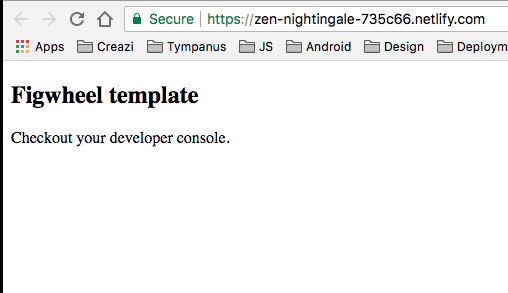 Secure https://zen-nightingale-735c66.netlify.com
Apps Creazi Tympanus JS Android Design Deploym
Figwheel template
Checkout your developer console.